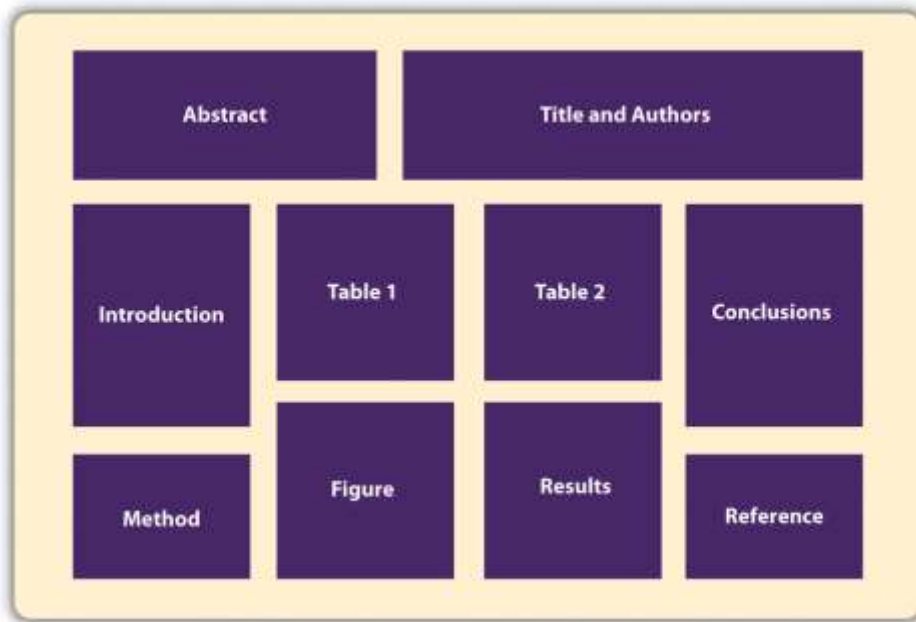 Abstract
Title and Authors
Introduction
Table 1
Table 2
Conclusions
Method
Figure
Results
Reference